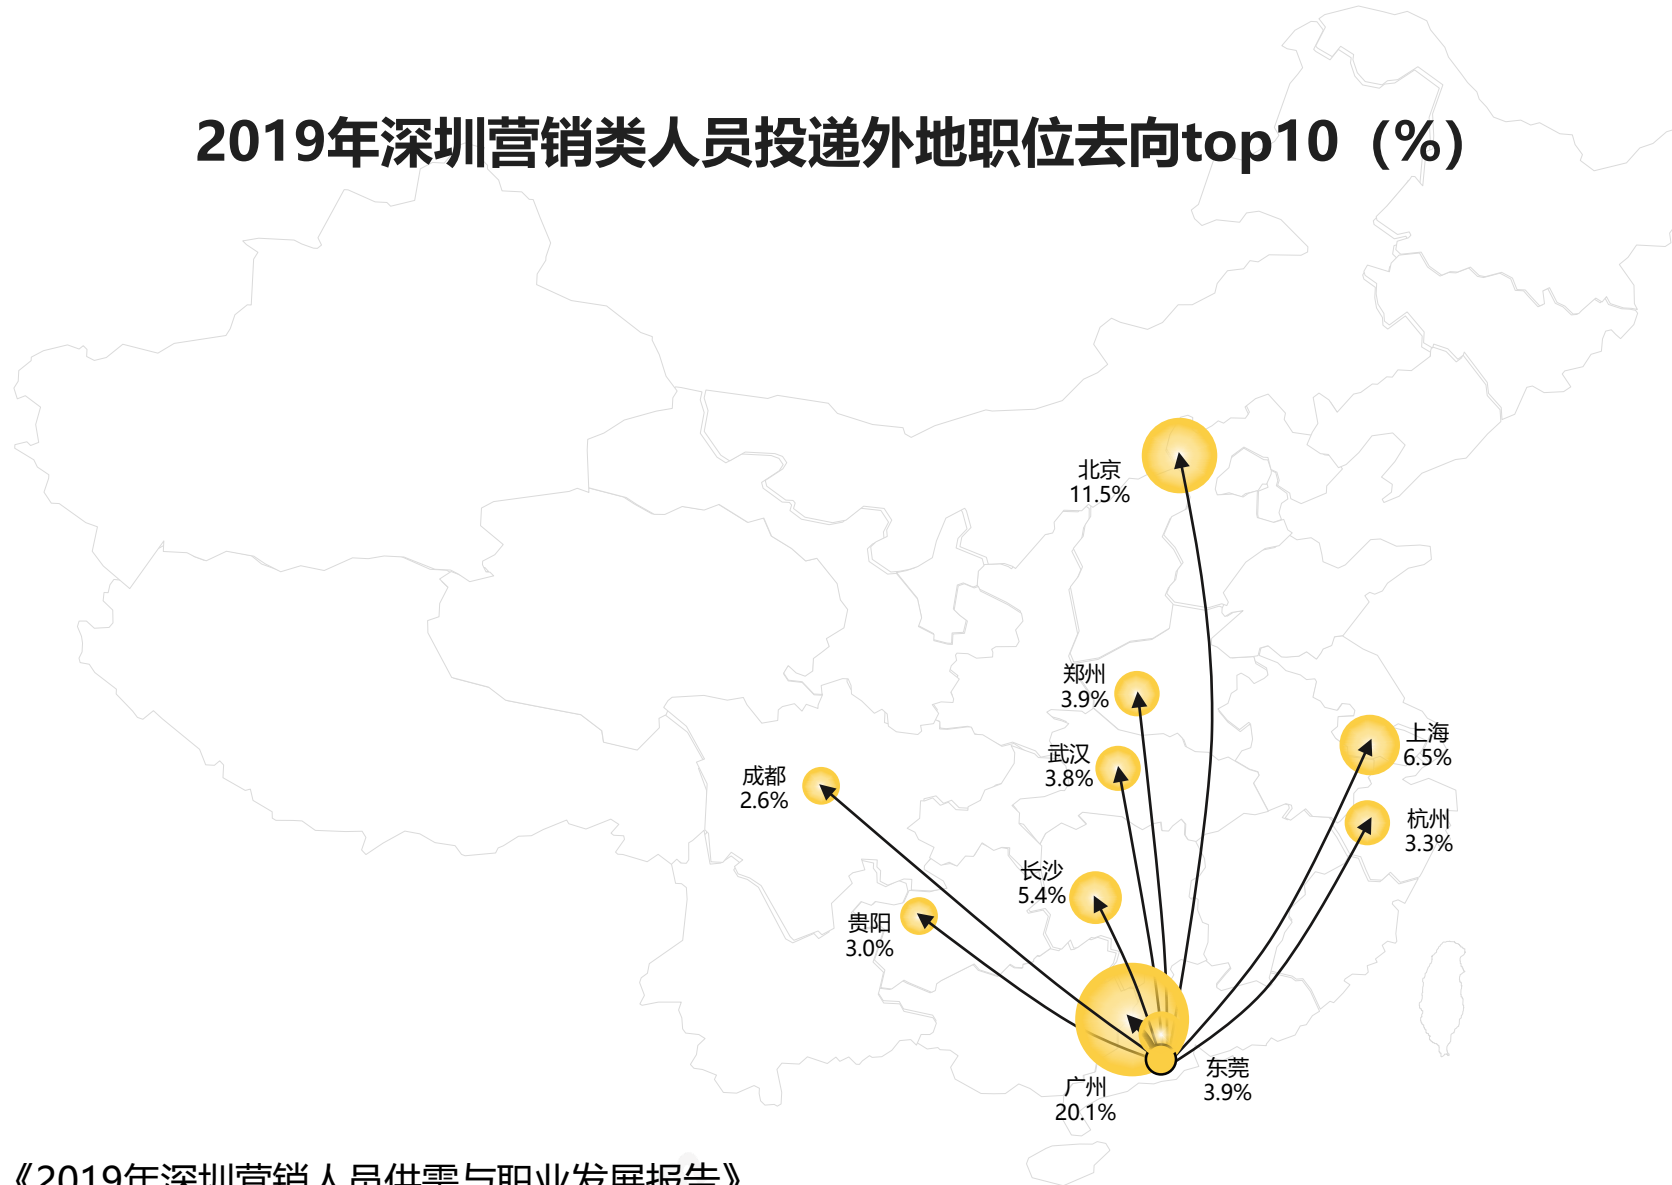 2019年深圳营销类人员投递外地职位去向top10（%）
北京
11.5%
郑州
3.9%
上海
6.5%
武汉
3.8%
成都
2.6%
杭州
3.3%
长沙
5.4%
贵阳
3.0%
东莞
3.9%
广州
20.1%
《2019年深圳营销人员供需与职业发展报告》